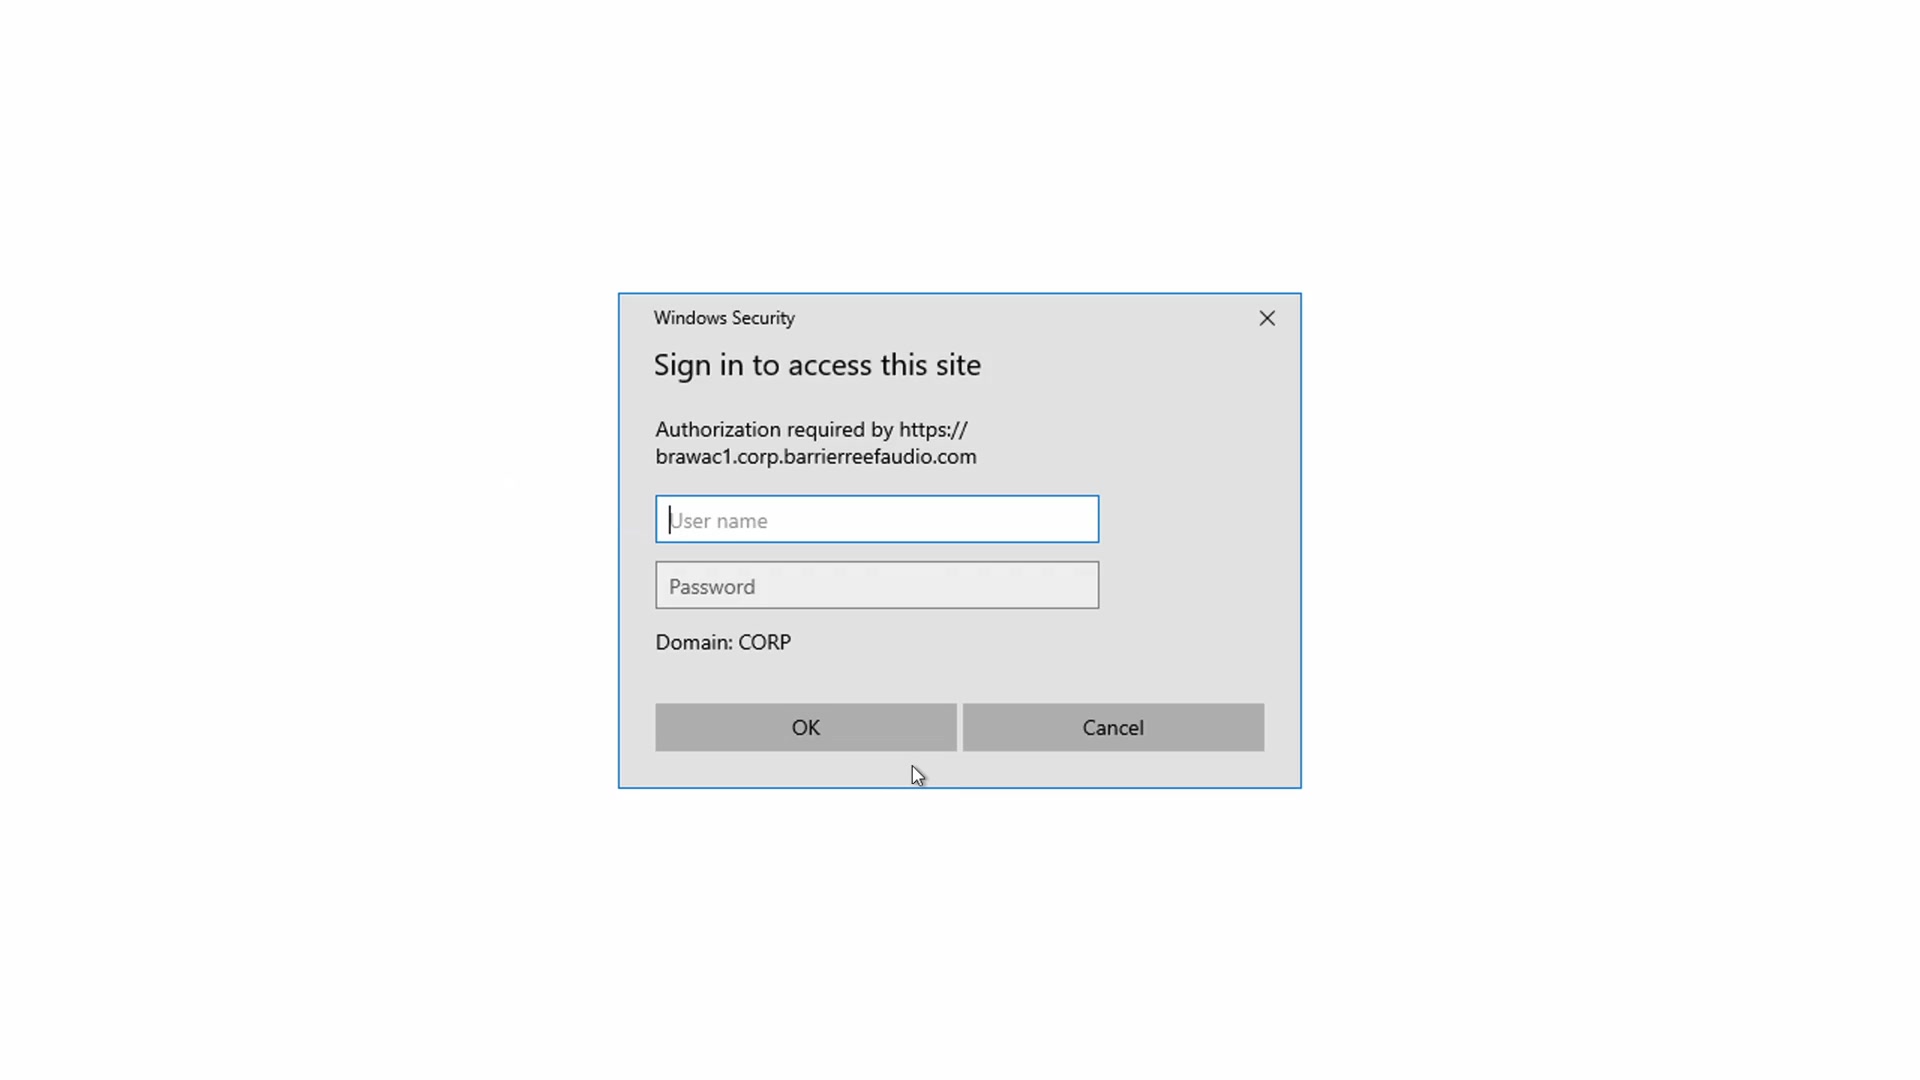 Windows Security
Sign in to access this site
Authorization required by https://
brawac1.corp.barrierreefaudio.com
User name
Password
Domain: CORP
OK Cancel